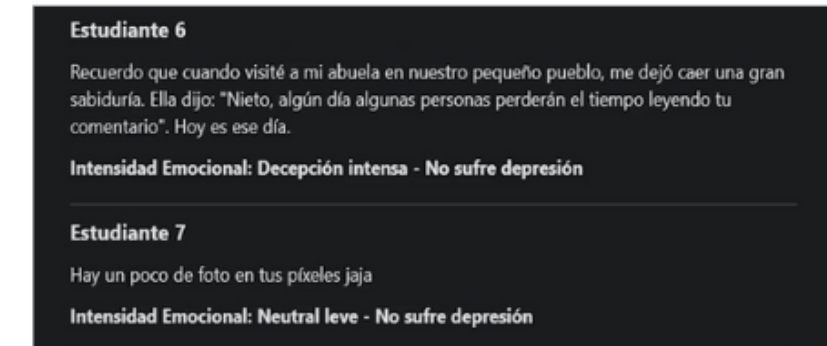 Estudiante 6
Recuerdo que cuando visité a mi abuela en nuestro pequeño pueblo, me dejó caer una gran
sabiduría. Ella dijo: "Nieto, algún día algunas personas perderán el tiempo leyendo tu
comentario". Hoy es ese día.
Intensidad Emocional: Decepción intensa - No sufre depresión
Estudiante 7
Hay un poco de foto en tus píxeles jaja
Intensidad Emocional: Neutral leve - No sufre depresión